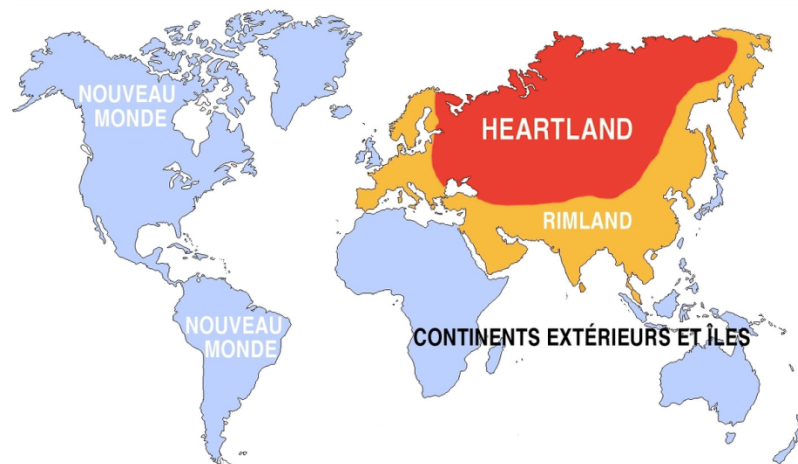 NOUVEAU
MONDE
HEARTLAND
RIMLAND
NOUVEAU
MONDE
CONTINENTS EXTÉRIEURS ET ÎLES